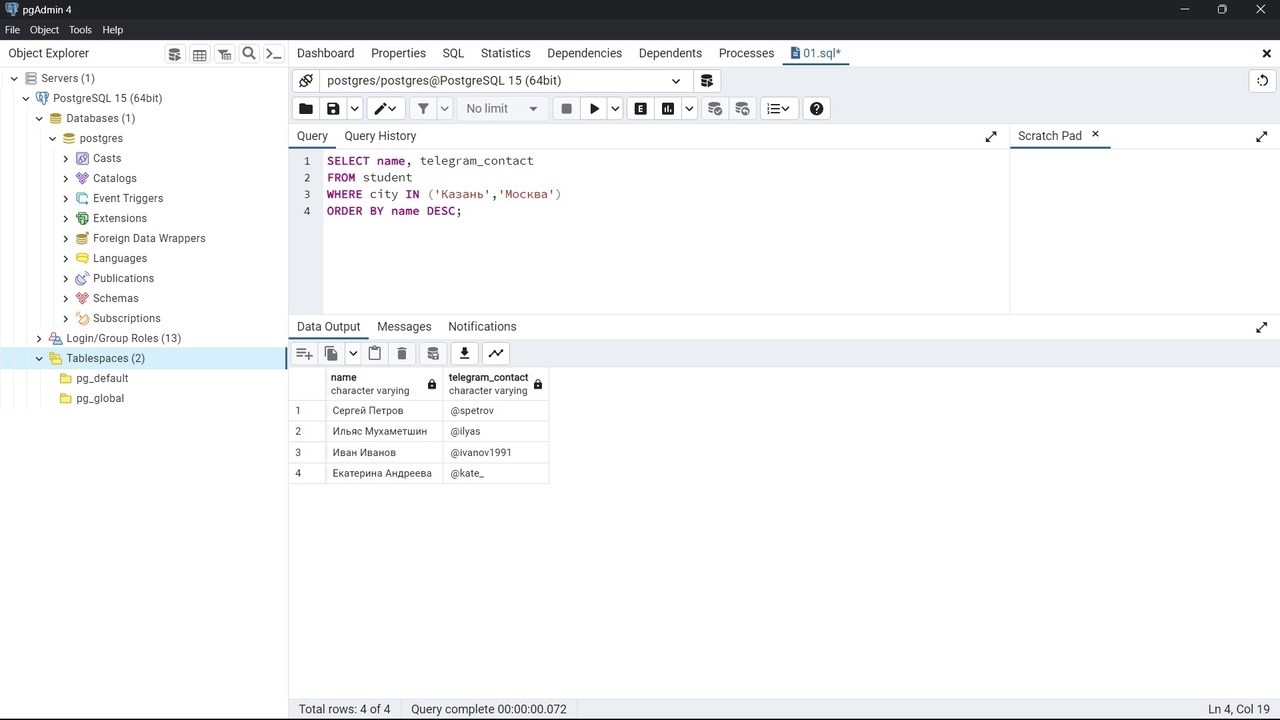 pgAdmin 4
File Object Tools Help
Object Explorer
Dashboard Properties SQL Statistics Dependencies Dependents Processes 01.sql*
Servers (1)
PostgreSQL 15 (64bit)
Databases (1)
postgres
Casts
Catalogs
Event Triggers
Extensions
Foreign Data Wrappers
Languages
Publications
Schemas
Subscriptions
Login/Group Roles (13)
Tablespaces (2)
pg_default
pg_global
postgres/postgres@PostgreSQL 15 (64bit)
No limit
E
Query Query History
Scratch Pad
1 SELECT name, telegram_contact
2 FROM student
3 WHERE city IN ('Казань','Москва')
4 ORDER BY name DESC;
Data Output Messages Notifications
name telegram_contact
character varying character varying
1 Сергей Петров @spetrov
2 Ильяс Мухаметшин @ilyas
3 Иван Иванов @ivanov1991
4 Екатерина Андреева @kate_
Total rows: 4 of 4 Query complete 00:00:00.072 Ln 4, Col 19